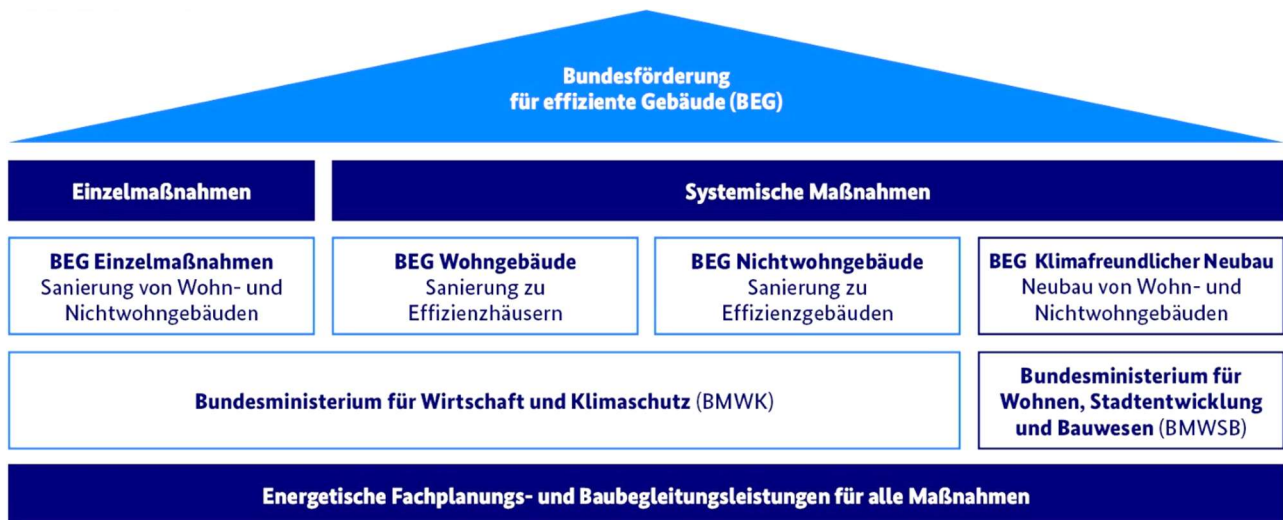 Bundesförderung
für effiziente Gebäude (BEG)
Einzelmaßnahmen
Systemische Maßnahmen
BEG Einzelmaßnahmen
Sanierung von Wohn- und
Nichtwohngebäuden
BEG Wohngebäude
Sanierung zu
Effizienzhäusern
BEG Nichtwohngebäude
Sanierung zu
Effizienzgebäuden
BEG Klimafreundlicher Neubau
Neubau von Wohn- und
Nichtwohngebäuden
Bundesministerium für Wirtschaft und Klimaschutz (BMWK)
Bundesministerium für
Wohnen, Stadtentwicklung
und Bauwesen (BMWSB)
Energetische Fachplanungs- und Baubegleitungsleistungen für alle Maßnahmen